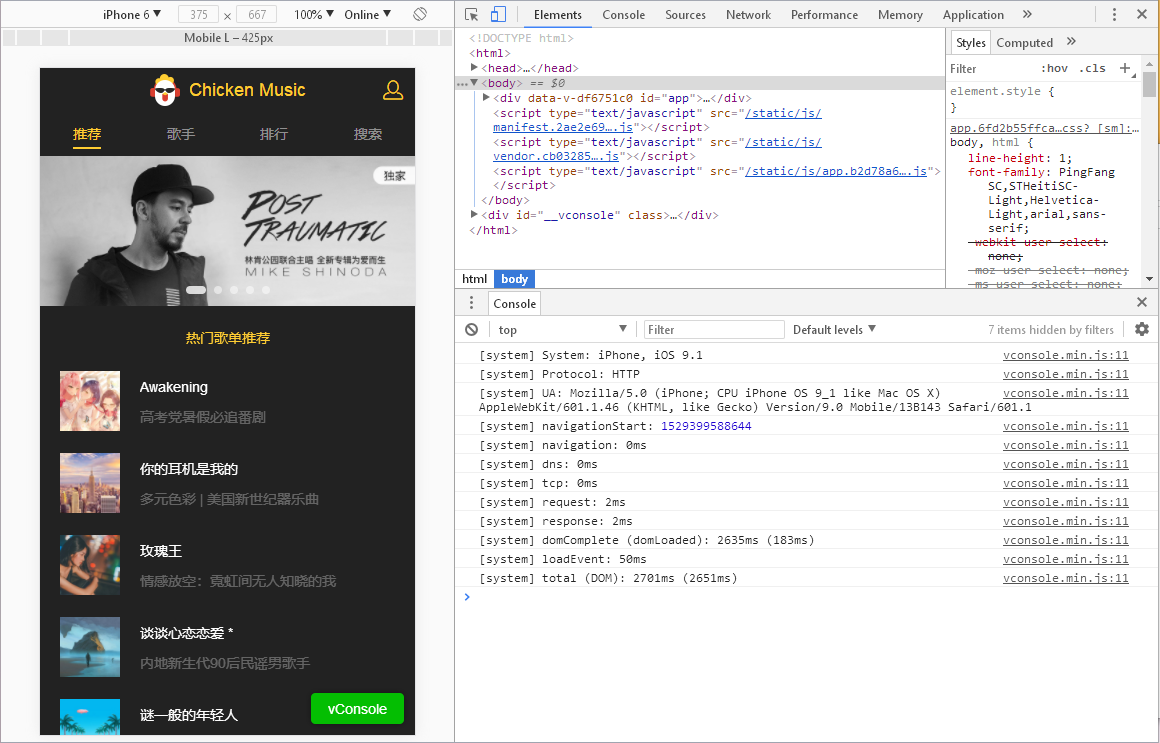 iPhone 6 ▼ 375 × 667 100% ▼ Online ▼
Mobile L – 425px
Chicken Music
推荐 歌手 排行 搜索
独家
POST
TRAUMATIC
林肯公园联合主唱 全新专辑为爱而生
MIKE SHINODA
热门歌单推荐
Awakening
高考党暑假必追番剧
你的耳机是我的
多元色彩 | 美国新世纪器乐曲
玫瑰王
情感放空：霓虹间无人知晓的我
谈谈心恋恋爱 *
内地新生代90后民谣男歌手
谜一般的年轻人
vConsole
Elements Console Sources Network Performance Memory Application »
<!DOCTYPE html>
<html>
▶<head>…</head>
…▼<body> == $0
▶<div data-v-df6751c0 id="app">…</div>
<script type="text/javascript" src="/static/js/
manifest.2ae2e69….js"></script>
<script type="text/javascript" src="/static/js/
vendor.cb03285….js"></script>
<script type="text/javascript" src="/static/js/app.b2d78a6….js">
</script>
</body>
▶<div id="__vconsole" class>…</div>
</html>
html body
Styles Computed »
Filter :hov .cls +
element.style {
}
app.6fd2b55ffca…css? [sm]:…
body, html {
line-height: 1;
font-family: PingFang
SC,STHeitiSC-
Light,Helvetica-
Light,arial,sans-
serif;
-webkit-user-select:
none;
-moz-user-select: none;
-ms-user-select: none;
Console
top ▼ Filter Default levels ▼ 7 items hidden by filters
[system] System: iPhone, iOS 9.1 vconsole.min.js:11
[system] Protocol: HTTP vconsole.min.js:11
[system] UA: Mozilla/5.0 (iPhone; CPU iPhone OS 9_1 like Mac OS X) vconsole.min.js:11
AppleWebKit/601.1.46 (KHTML, like Gecko) Version/9.0 Mobile/13B143 Safari/601.1
[system] navigationStart: 1529399588644 vconsole.min.js:11
[system] navigation: 0ms vconsole.min.js:11
[system] dns: 0ms vconsole.min.js:11
[system] tcp: 0ms vconsole.min.js:11
[system] request: 2ms vconsole.min.js:11
[system] response: 2ms vconsole.min.js:11
[system] domComplete (domLoaded): 2635ms (183ms) vconsole.min.js:11
[system] loadEvent: 50ms vconsole.min.js:11
[system] total (DOM): 2701ms (2651ms) vconsole.min.js:11